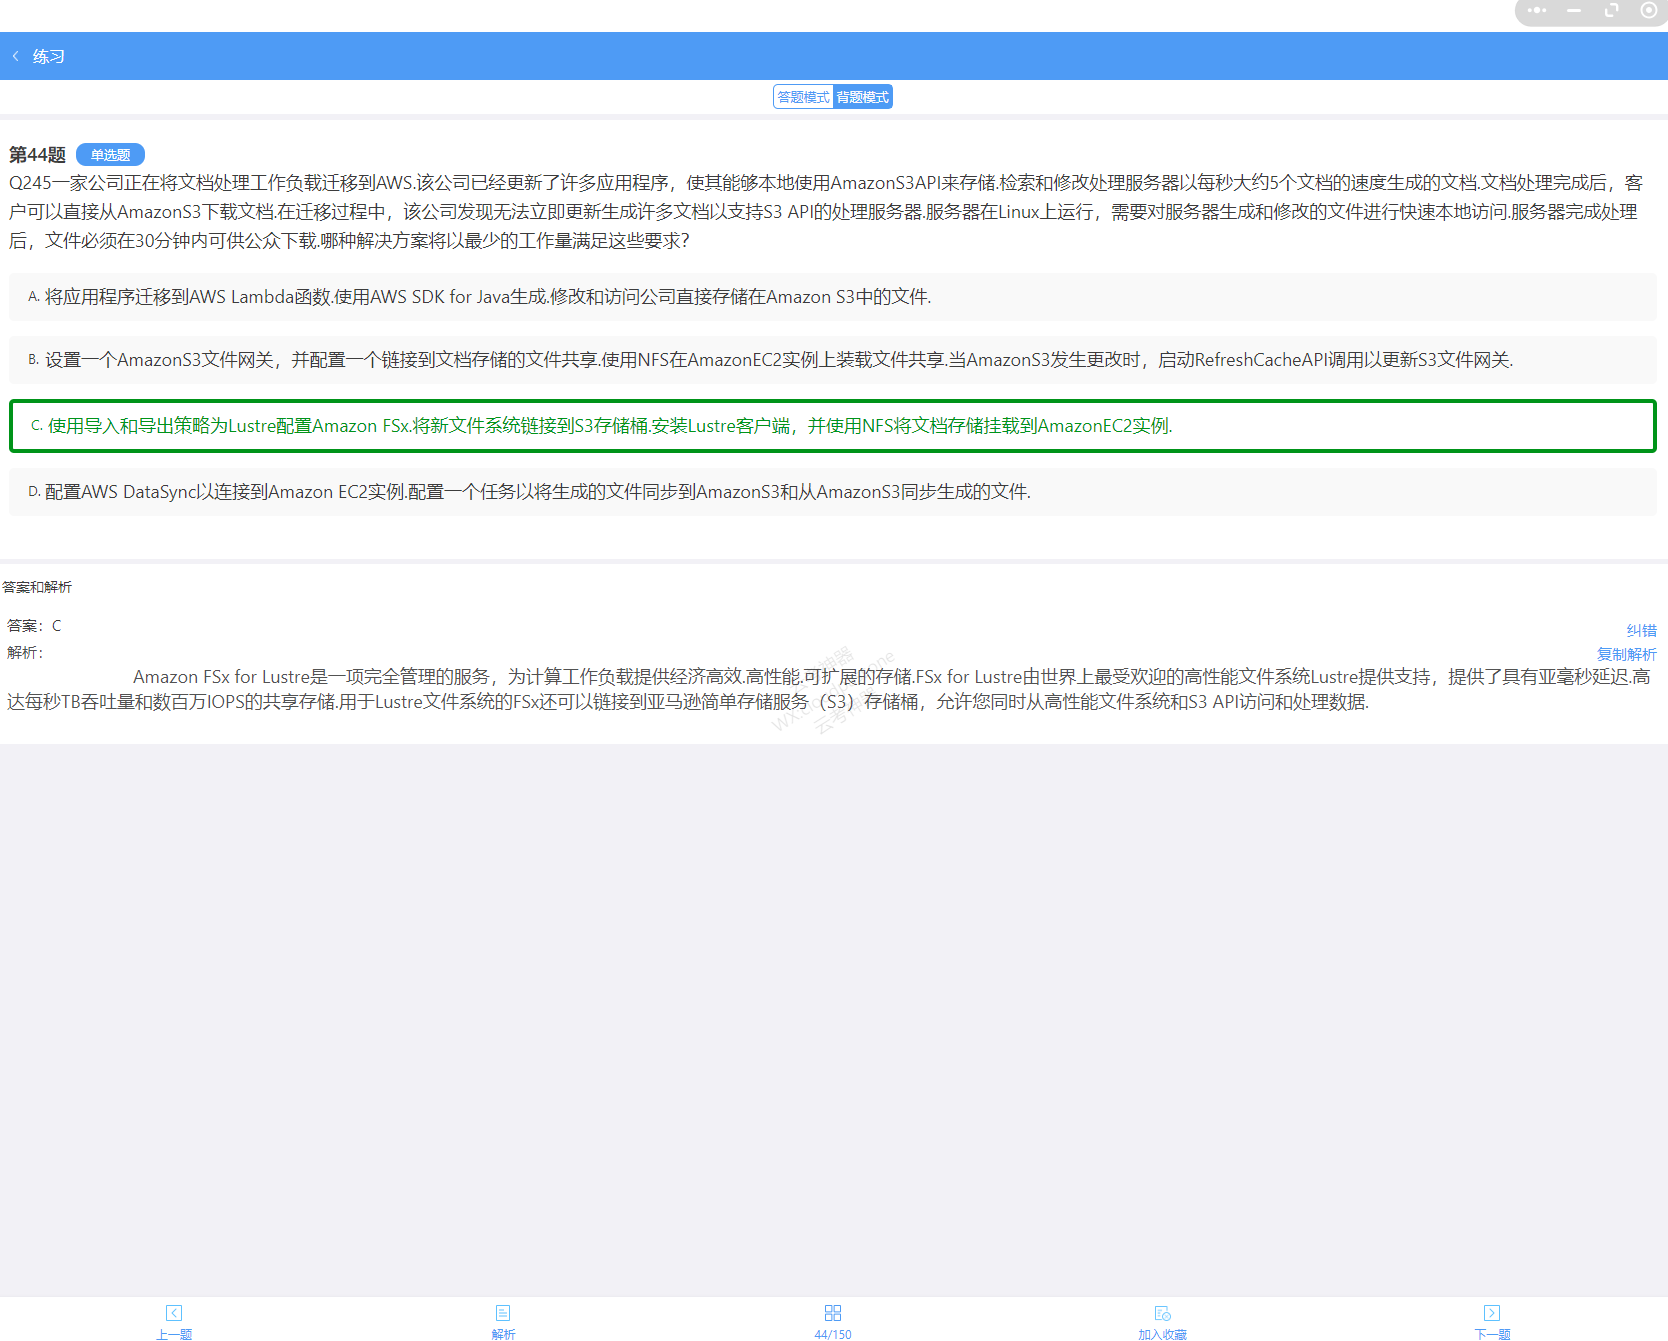 练习
答题模式 背题模式
第44题 单选题
Q245一家公司正在将文档处理工作负载迁移到AWS.该公司已经更新了许多应用程序，使其能够本地使用AmazonS3API来存储.检索和修改处理服务器以每秒大约5个文档的速度生成的文档.文档处理完成后，客
户可以直接从AmazonS3下载文档.在迁移过程中，该公司发现无法立即更新生成许多文档以支持S3 API的处理服务器.服务器在Linux上运行，需要对服务器生成和修改的文件进行快速本地访问.服务器完成处理
后，文件必须在30分钟内可供公众下载.哪种解决方案将以最少的工作量满足这些要求?
A. 将应用程序迁移到AWS Lambda函数.使用AWS SDK for Java生成.修改和访问公司直接存储在Amazon S3中的文件.
B. 设置一个AmazonS3文件网关，并配置一个链接到文档存储的文件共享.使用NFS在AmazonEC2实例上装载文件共享.当AmazonS3发生更改时，启动RefreshCacheAPI调用以更新S3文件网关.
C. 使用导入和导出策略为Lustre配置Amazon FSx.将新文件系统链接到S3存储桶.安装Lustre客户端，并使用NFS将文档存储挂载到AmazonEC2实例.
D. 配置AWS DataSync以连接到Amazon EC2实例.配置一个任务以将生成的文件同步到AmazonS3和从AmazonS3同步生成的文件.
答案和解析
答案：C
纠错
解析：
复制解析
Amazon FSx for Lustre是一项完全管理的服务，为计算工作负载提供经济高效.高性能.可扩展的存储.FSx for Lustre由世界上最受欢迎的高性能文件系统Lustre提供支持，提供了具有亚毫秒延迟.高
达每秒TB吞吐量和数百万IOPS的共享存储.用于Lustre文件系统的FSx还可以链接到亚马逊简单存储服务（S3）存储桶，允许您同时从高性能文件系统和S3 API访问和处理数据.
上一题 解析 44/150 加入收藏 下一题